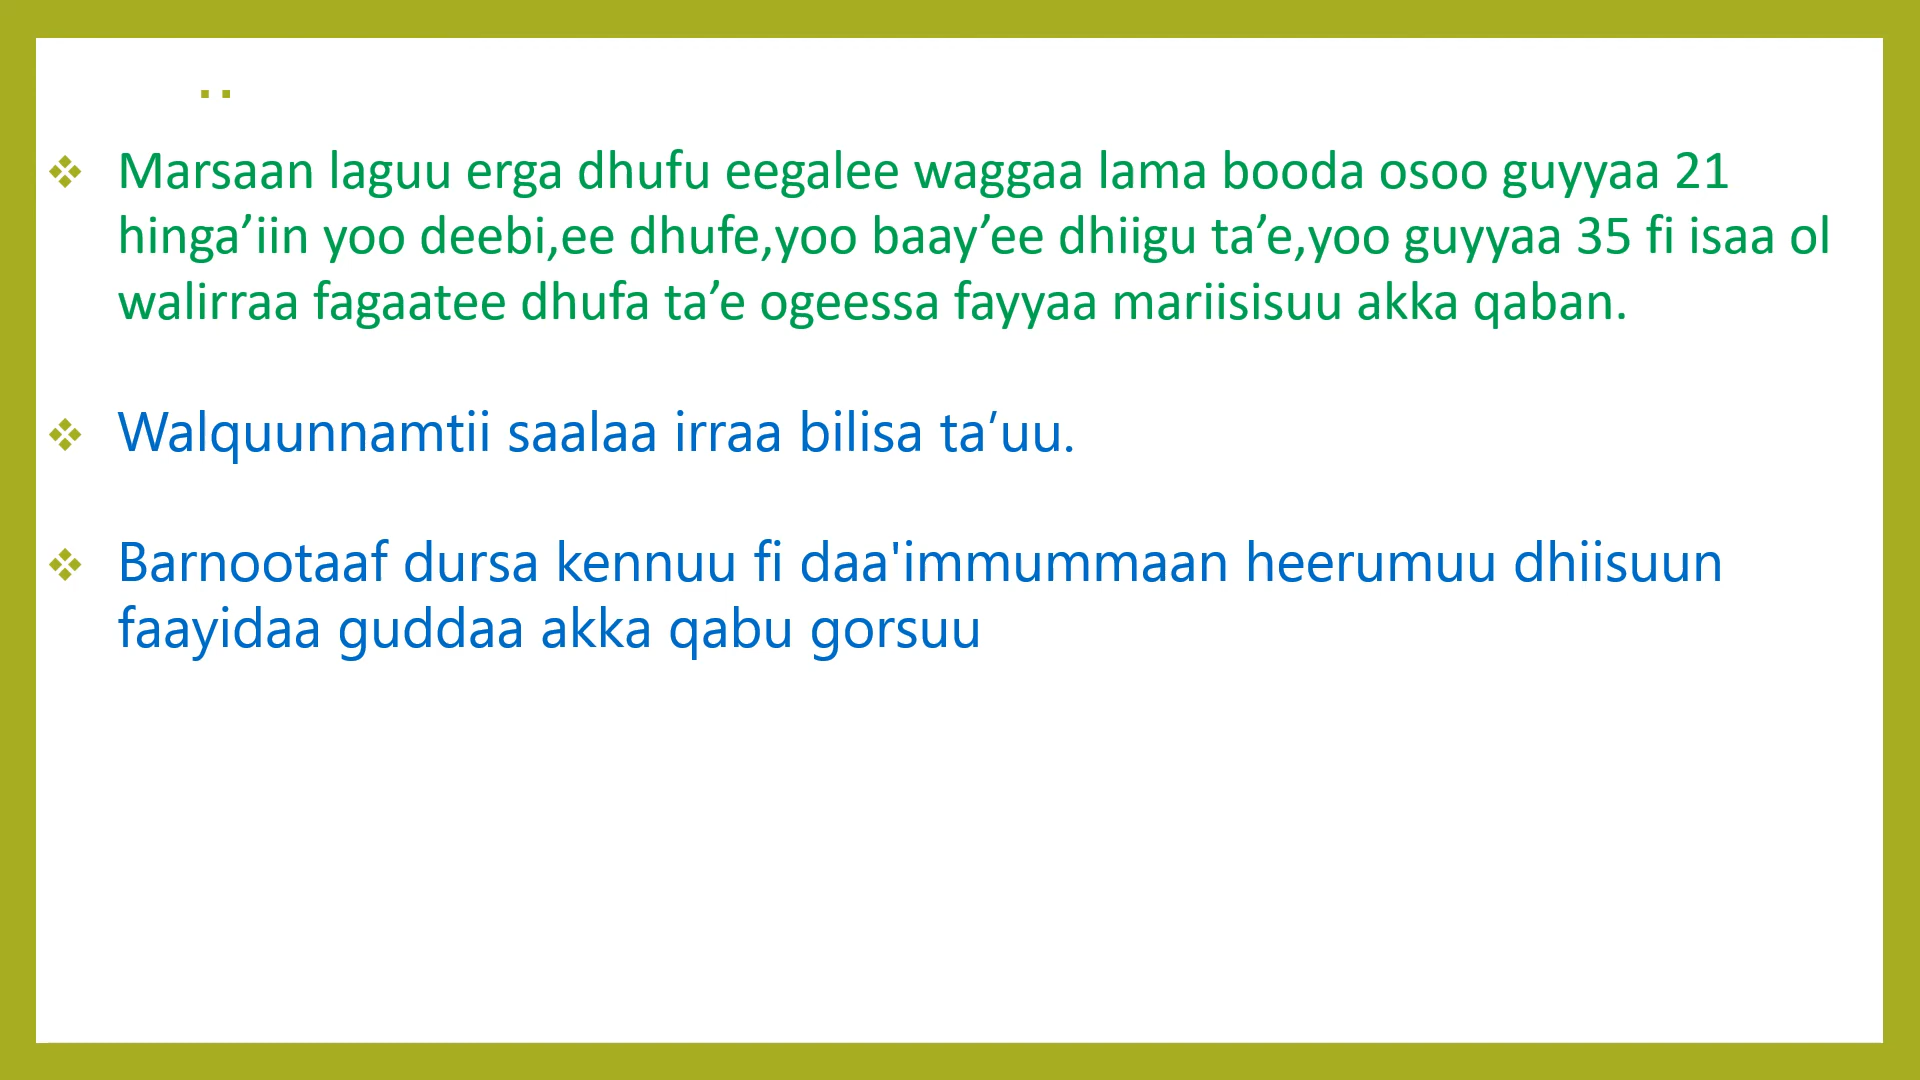 ..
❖ Marsaan laguu erga dhufu eegalee waggaa lama booda osoo guyyaa 21
hinga’iin yoo deebi,ee dhufe,yoo baay’ee dhiigu ta’e,yoo guyyaa 35 fi isaa ol
walirraa fagaatee dhufa ta’e ogeessa fayyaa mariisisuu akka qaban.
❖ Walquunnamtii saalaa irraa bilisa ta’uu.
❖ Barnootaaf dursa kennuu fi daa'immummaan heerumuu dhiisuun
faayidaa guddaa akka qabu gorsuu